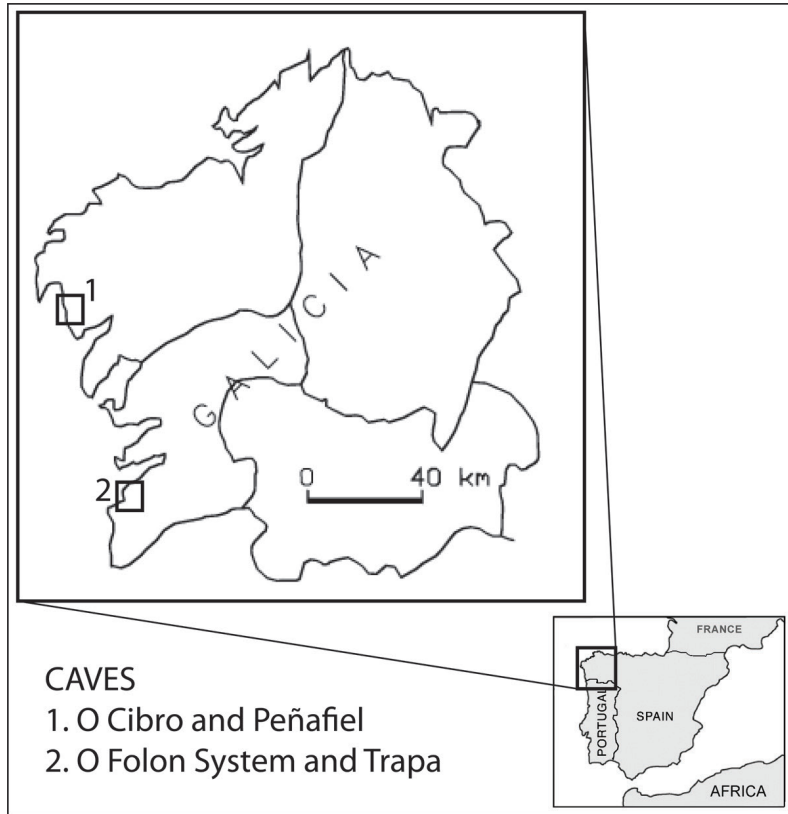 1
GALICIA
0 40 km
2
FRANCE
PORTUGAL
SPAIN
AFRICA
CAVES
1. O Cibro and Peñafiel
2. O Folon System and Trapa